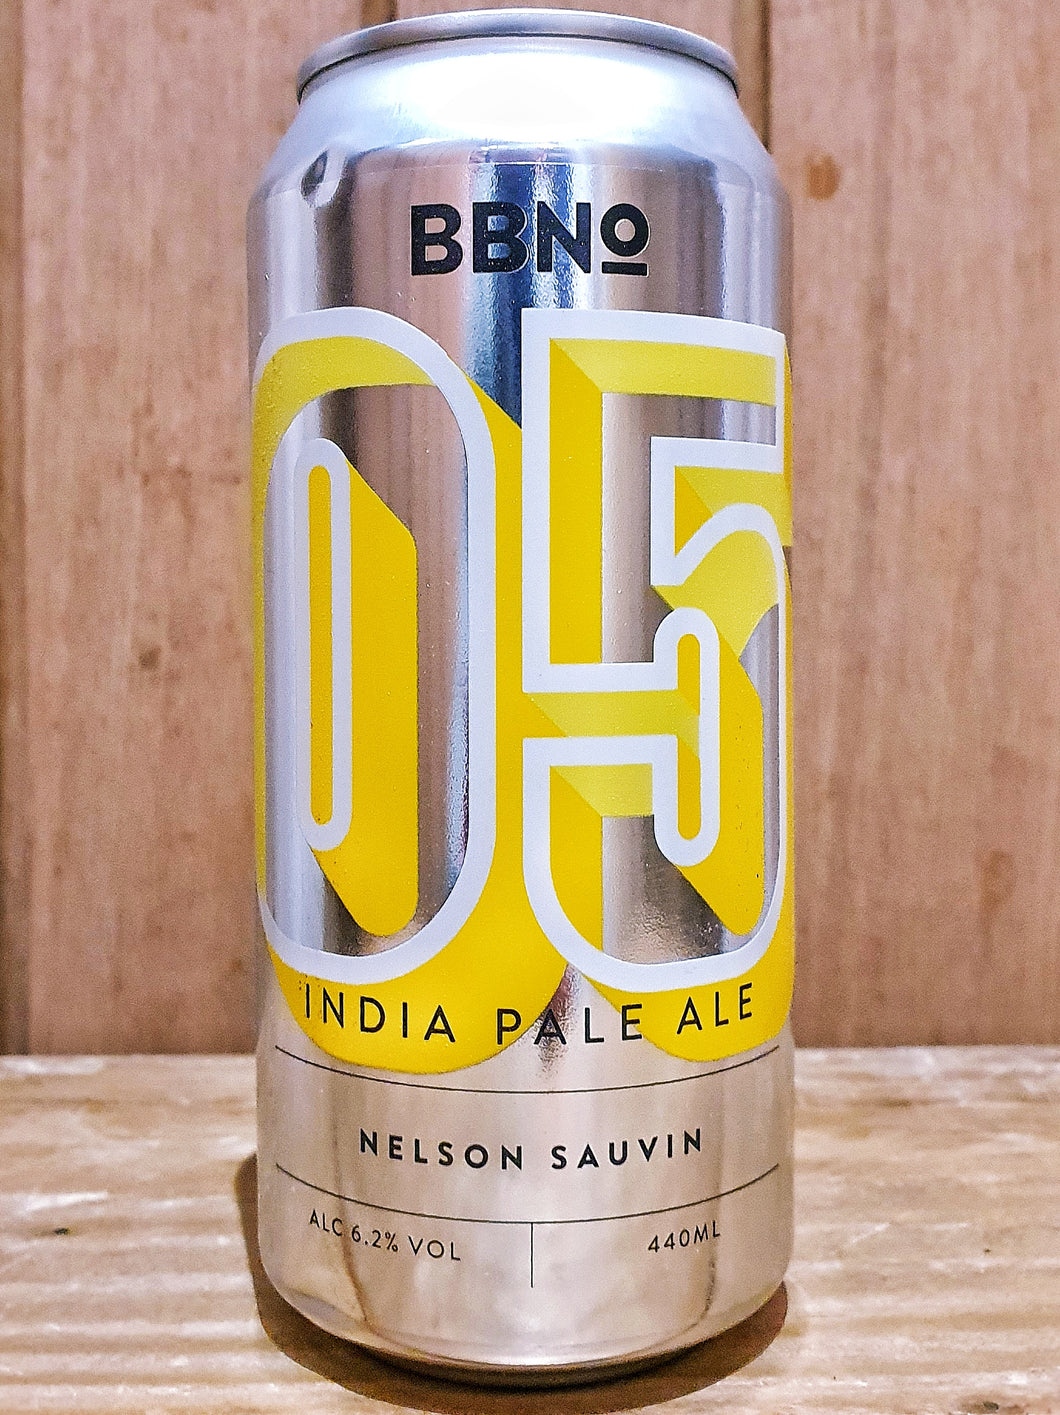 BBNo
05
INDIA PALE ALE
NELSON SAUVIN
ALC 6.2% VOL
440ML